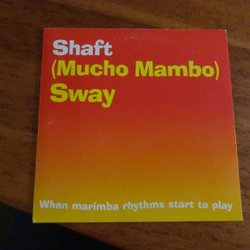 Shaft
(Mucho Mambo)
Sway
When marimba rhythms start to play